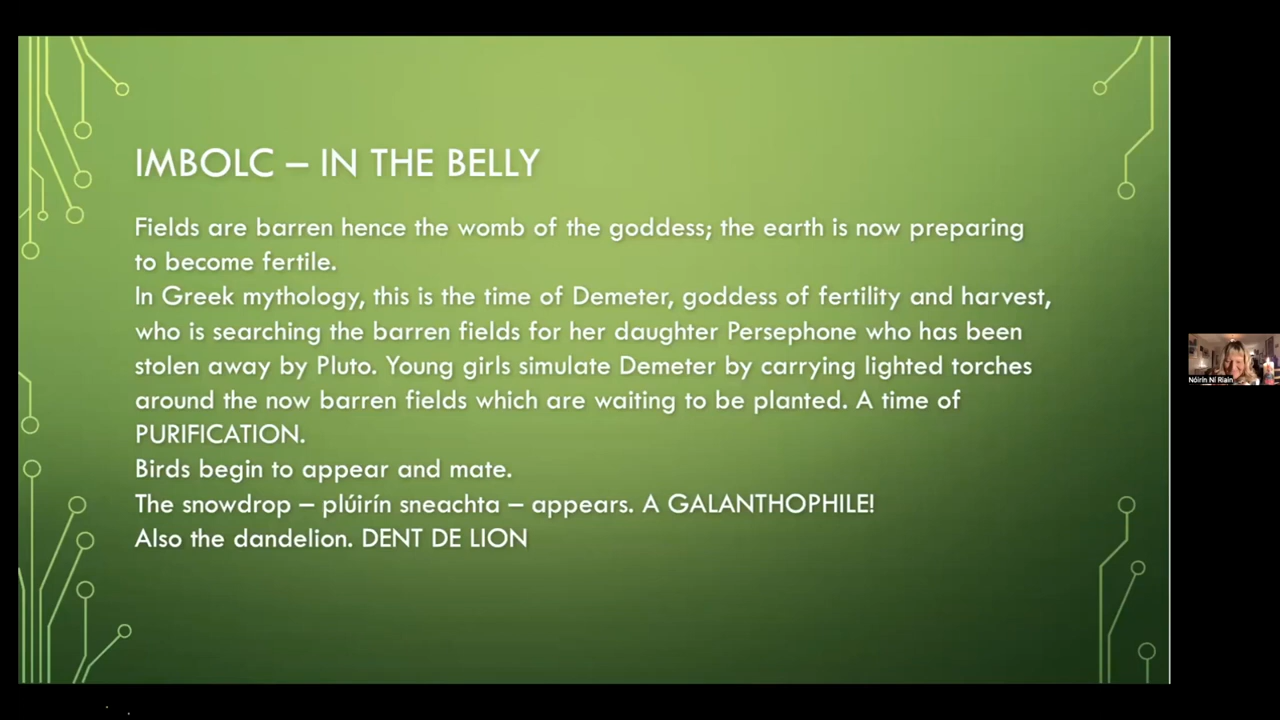 IMBOLC – IN THE BELLY
Fields are barren hence the womb of the goddess; the earth is now preparing
to become fertile.
In Greek mythology, this is the time of Demeter, goddess of fertility and harvest,
who is searching the barren fields for her daughter Persephone who has been
stolen away by Pluto. Young girls simulate Demeter by carrying lighted torches
around the now barren fields which are waiting to be planted. A time of
PURIFICATION.
Birds begin to appear and mate.
The snowdrop – plúirín sneachta – appears. A GALANTHOPHILE!
Also the dandelion. DENT DE LION
Nóirín Ní Riain